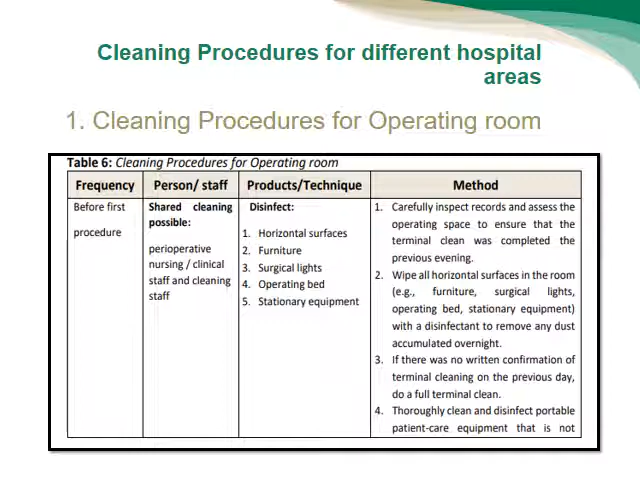 Cleaning Procedures for different hospital
areas
1. Cleaning Procedures for Operating room
Table 6: Cleaning Procedures for Operating room
Frequency
Person/ staff
Products/Technique
Method
Before first
procedure
Shared cleaning
possible:
perioperative
nursing / clinical
staff and cleaning
staff
Disinfect:
1. Horizontal surfaces
2. Furniture
3. Surgical lights
4. Operating bed
5. Stationary equipment
1. Carefully inspect records and assess the
operating space to ensure that the
terminal clean was completed the
previous evening.
2. Wipe all horizontal surfaces in the room
(e.g., furniture, surgical lights,
operating bed, stationary equipment)
with a disinfectant to remove any dust
accumulated overnight.
3. If there was no written confirmation of
terminal cleaning on the previous day,
do a full terminal clean.
4. Thoroughly clean and disinfect portable
patient-care equipment that is not